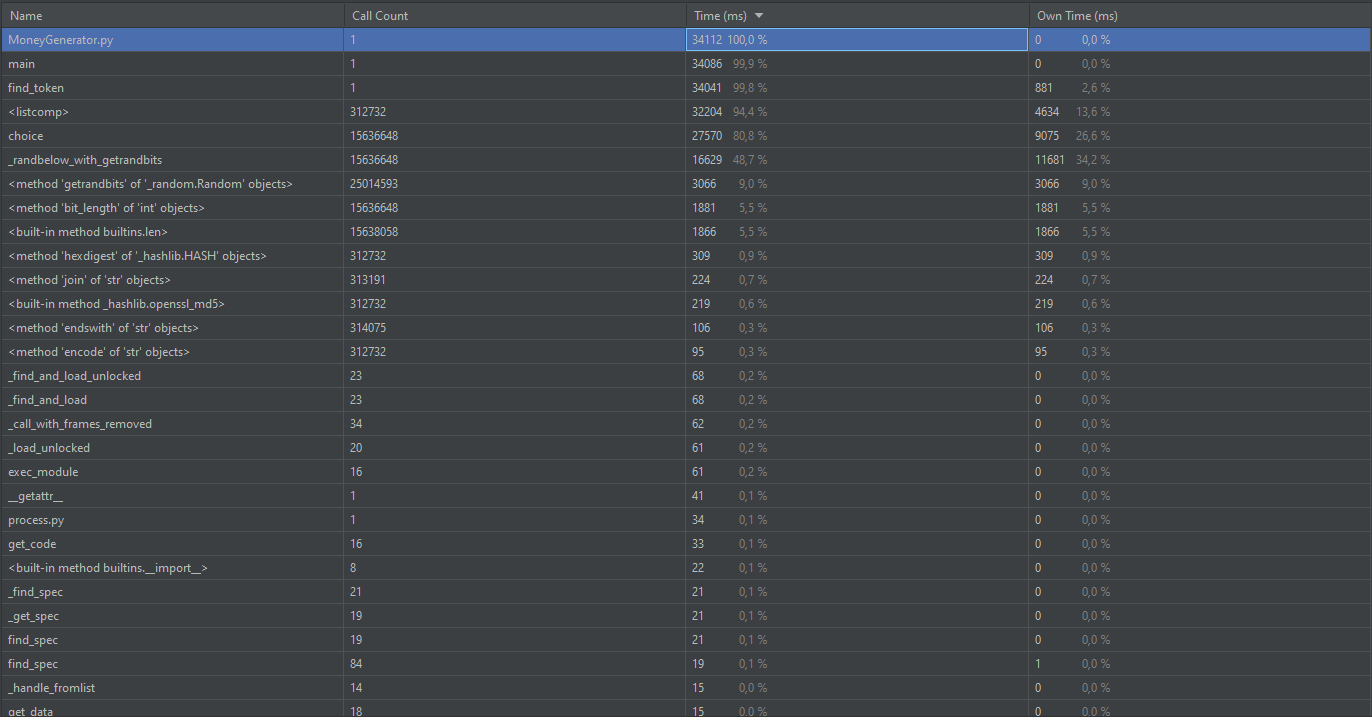 Name Call Count Time (ms) Own Time (ms)
MoneyGenerator.py 1 34112 100,0 % 0 0,0 %
main 1 34086 99,9 % 0 0,0 %
find_token 1 34041 99,8 % 881 2,6 %
<listcomp> 312732 32204 94,4 % 4634 13,6 %
choice 15636648 27570 80,8 % 9075 26,6 %
_randbelow_with_getrandbits 15636648 16629 48,7 % 11681 34,2 %
<method 'getrandbits' of '_random.Random' objects> 25014593 3066 9,0 % 3066 9,0 %
<method 'bit_length' of 'int' objects> 15636648 1881 5,5 % 1881 5,5 %
<built-in method builtins.len> 15638058 1866 5,5 % 1866 5,5 %
<method 'hexdigest' of '_hashlib.HASH' objects> 312732 309 0,9 % 309 0,9 %
<method 'join' of 'str' objects> 313191 224 0,7 % 224 0,7 %
<built-in method _hashlib.openssl_md5> 312732 219 0,6 % 219 0,6 %
<method 'endswith' of 'str' objects> 314075 106 0,3 % 106 0,3 %
<method 'encode' of 'str' objects> 312732 95 0,3 % 95 0,3 %
_find_and_load_unlocked 23 68 0,2 % 0 0,0 %
_find_and_load 23 68 0,2 % 0 0,0 %
_call_with_frames_removed 34 62 0,2 % 0 0,0 %
_load_unlocked 20 61 0,2 % 0 0,0 %
exec_module 16 61 0,2 % 0 0,0 %
__getattr__ 1 41 0,1 % 0 0,0 %
process.py 1 34 0,1 % 0 0,0 %
get_code 16 33 0,1 % 0 0,0 %
<built-in method builtins.__import__> 8 22 0,1 % 0 0,0 %
_find_spec 21 21 0,1 % 0 0,0 %
_get_spec 19 21 0,1 % 0 0,0 %
find_spec 19 21 0,1 % 0 0,0 %
find_spec 84 19 0,1 % 1 0,0 %
_handle_fromlist 14 15 0,0 % 0 0,0 %
get_data 18 15 0,0 % 0 0,0 %